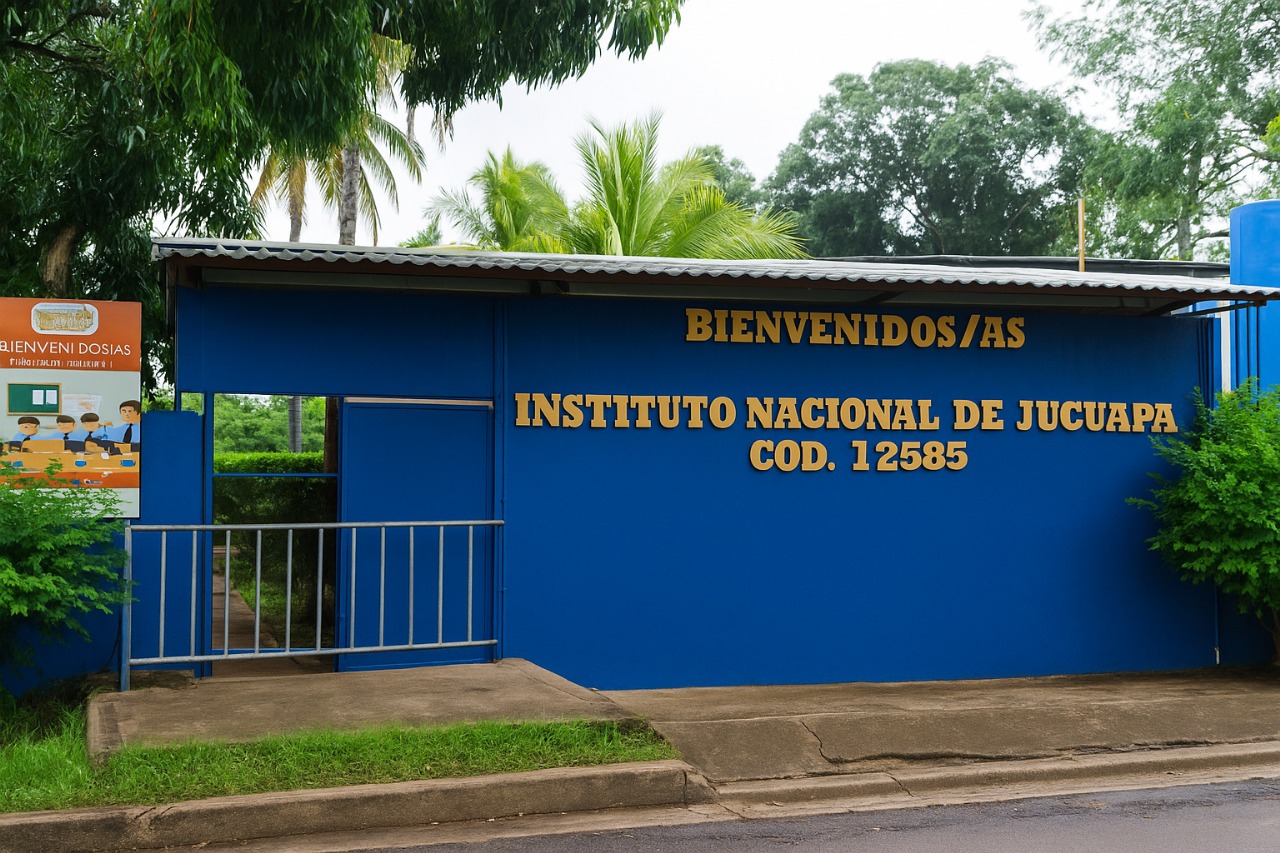 BIENVENI DOSIAS
BIENVENIDOS/AS
INSTITUTO NACIONAL DE JUCUAPA
COD. 12585